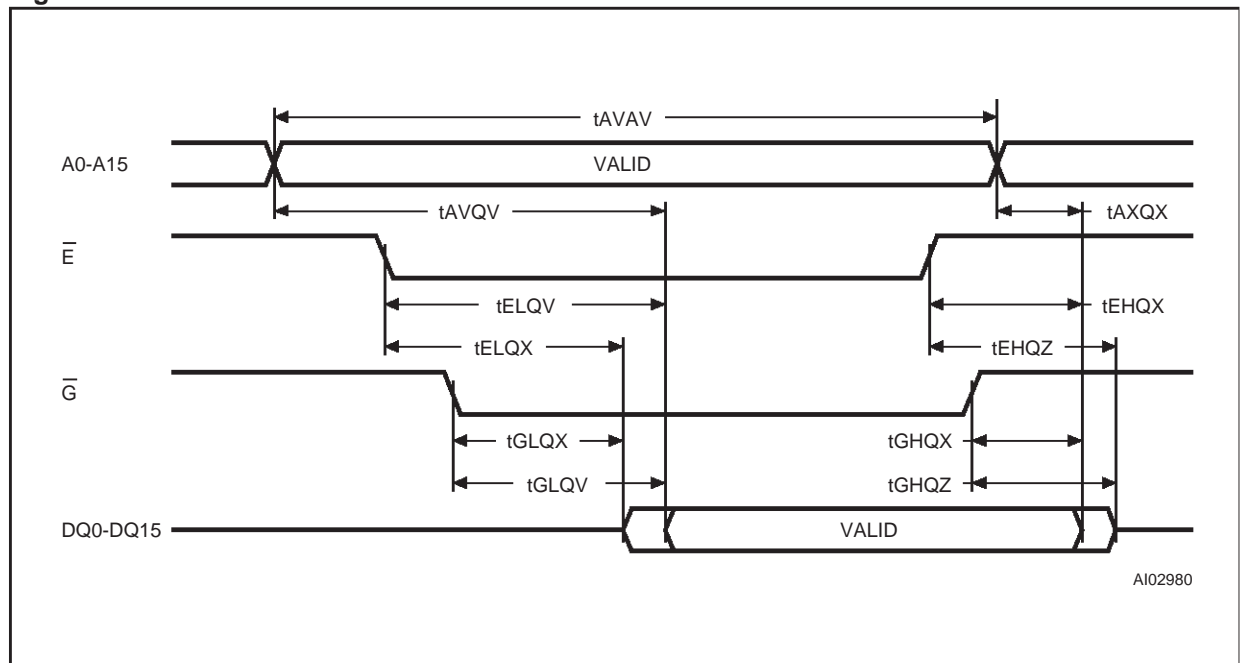 tAVAV
A0-A15
VALID
tAVQV
tAXQX
E
tELQV
tEHQX
tELQX
tEHQZ
G
tGLQX
tGHQX
tGLQV
tGHQZ
DQ0-DQ15
VALID
AI02980